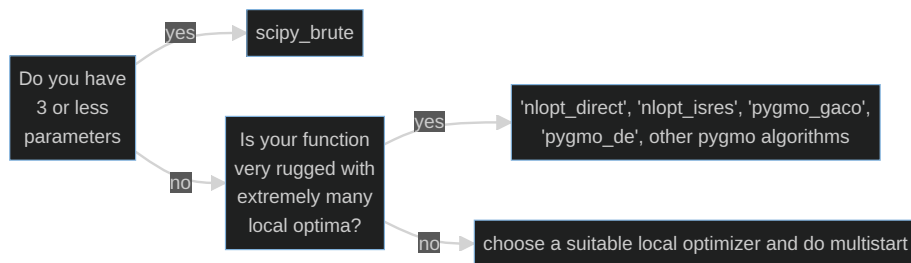 Do you have
3 or less
parameters
yes
scipy_brute
no
Is your function
very rugged with
extremely many
local optima?
yes
'nlopt_direct', 'nlopt_isres', 'pygmo_gaco',
'pygmo_de', other pygmo algorithms
no
choose a suitable local optimizer and do multistart